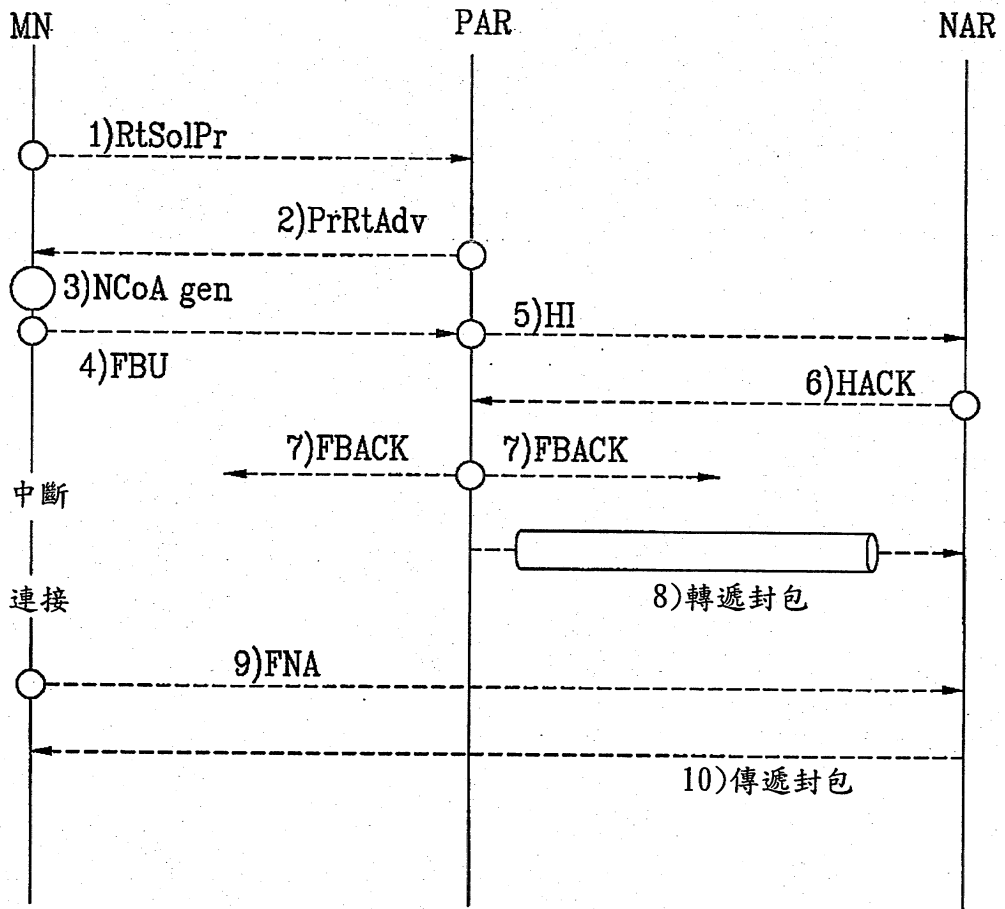 MN
PAR
NAR
1)RtSolPr
2)PrRtAdv
3)NCoA gen
4)FBU
5)HI
6)HACK
7)FBACK
7)FBACK
中斷
8)轉遞封包
連接
9)FNA
10)傳遞封包